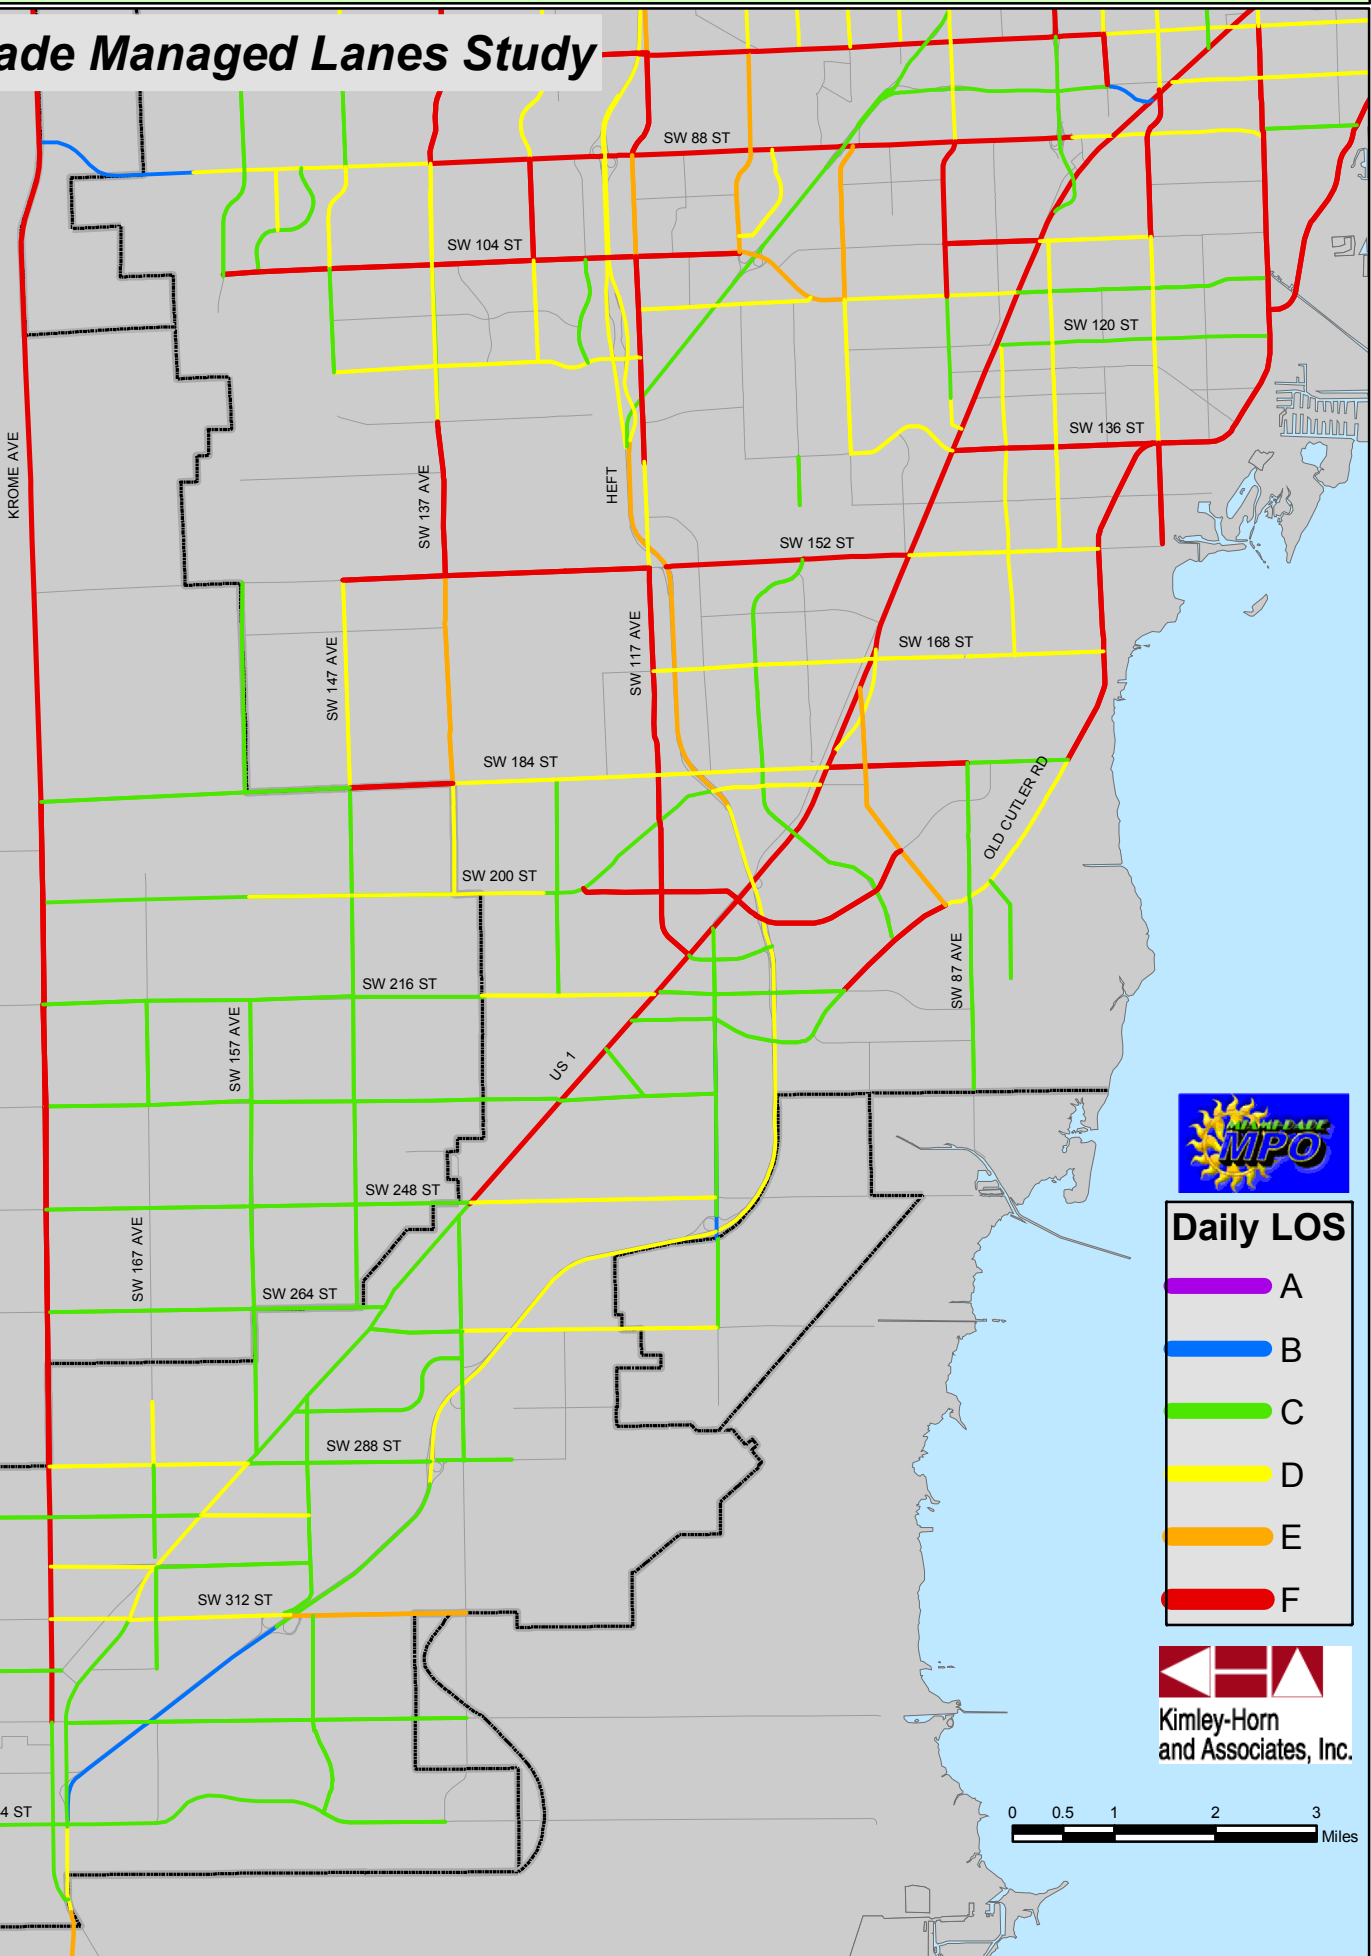 ade Managed Lanes Study
SW 88 ST
SW 104 ST
SW 120 ST
SW 136 ST
KROME AVE
SW 137 AVE
HEFT
SW 152 ST
SW 147 AVE
SW 117 AVE
SW 168 ST
SW 184 ST
OLD CUTLER RD
SW 200 ST
SW 87 AVE
SW 216 ST
SW 157 AVE
US 1
MIAMI-DADE
MPO
SW 248 ST
SW 167 AVE
SW 264 ST
Daily LOS
A
B
C
D
E
F
SW 288 ST
SW 312 ST
Kimley-Horn
and Associates, Inc.
4 ST
0 0.5 1 2 3
Miles